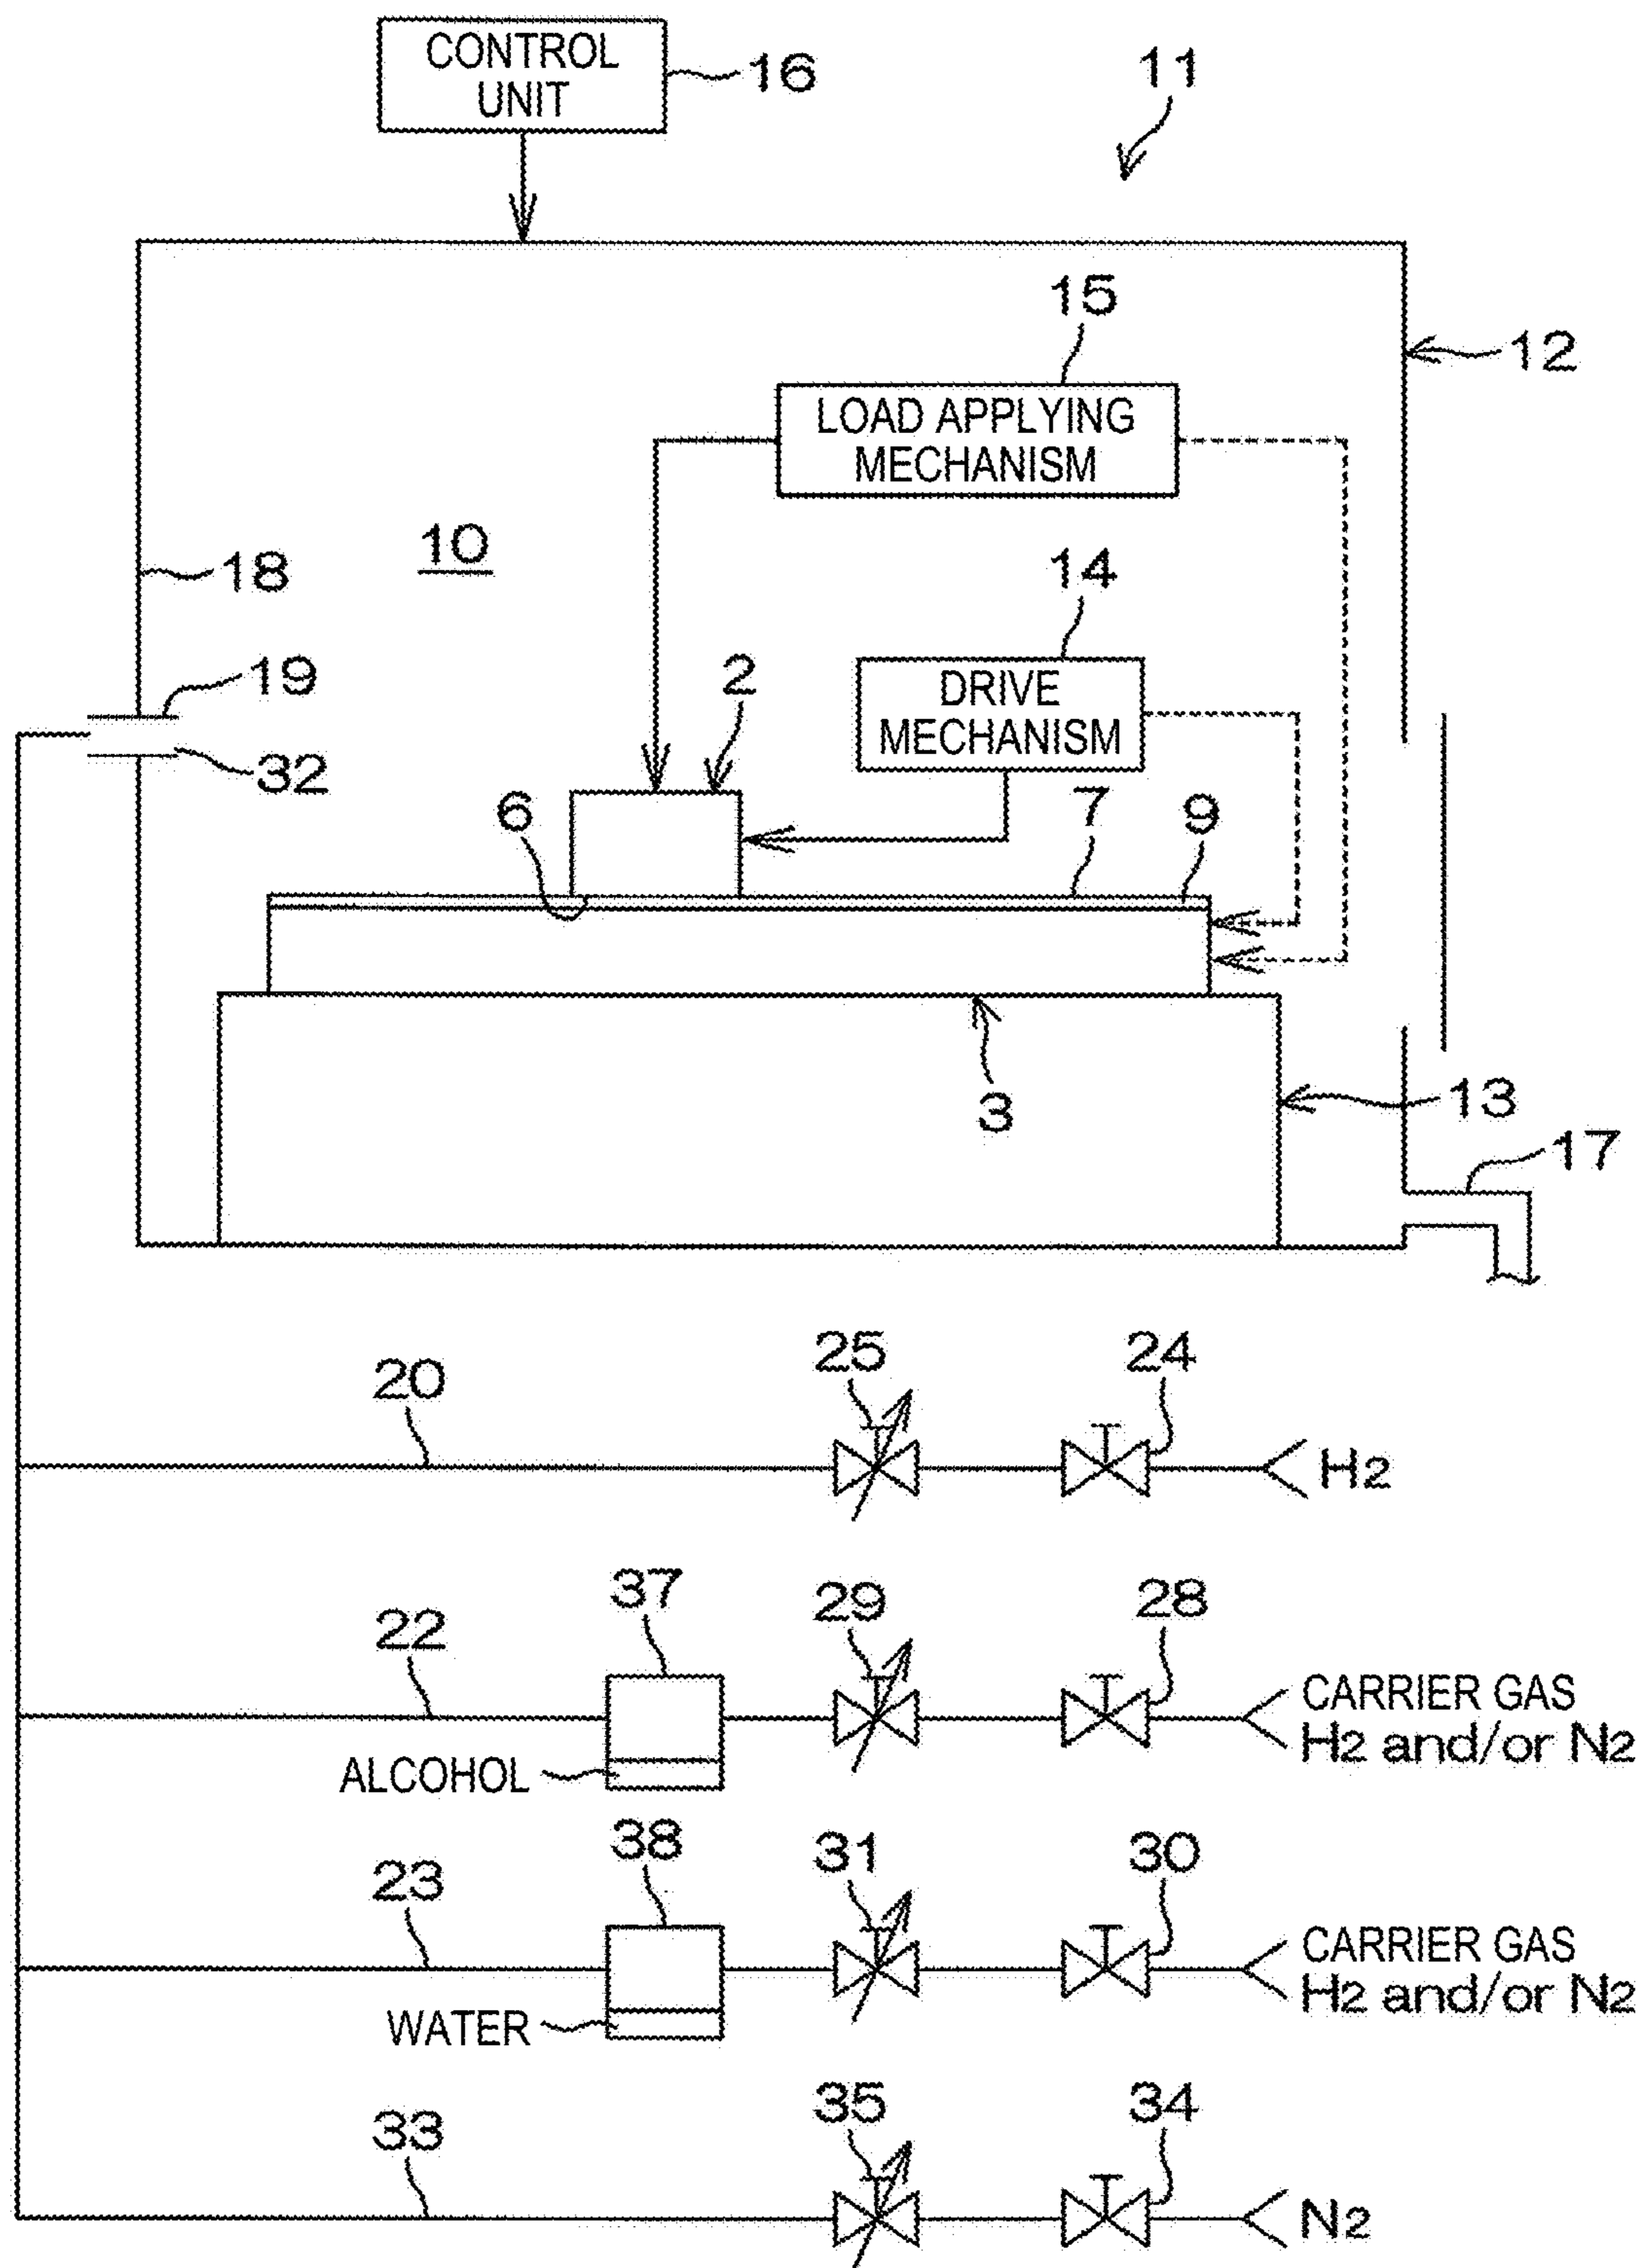 CONTROL
UNIT
16
11
15
12
LOAD APPLYING
MECHANISM
10
18
14
19
2
DRIVE
MECHANISM
32
6
7
9
3
13
17
20
25
24
H2
22
37
29
28
CARRIER GAS
H2 and/or N2
ALCOHOL
23
38
31
30
CARRIER GAS
H2 and/or N2
WATER
33
35
34
N2